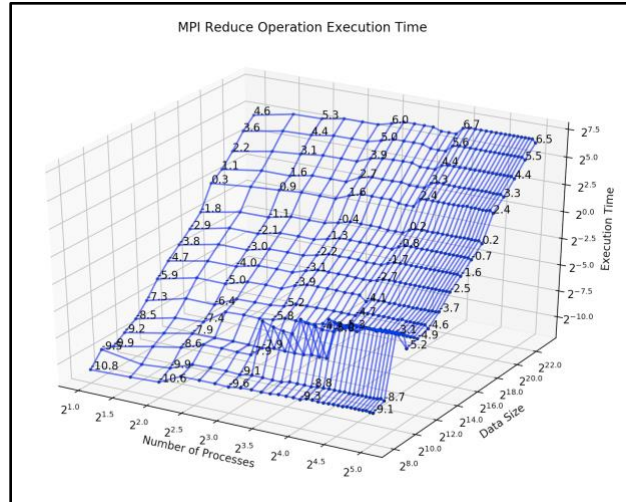 MPI Reduce Operation Execution Time
4.6 5.3 6.0 6.7 6.5
3.6 4.4 5.0 5.6 5.5
2.2 3.1 3.9 4.4 4.4
1.1 1.6 2.7 3.3 3.3
0.3 0.9 1.6 2.4 2.4
-1.8 -1.1 -0.4 0.2 0.2
-2.9 -2.1 -1.3 -0.8 -0.7
-3.8 -3.0 -2.2 -1.7 -1.6
-4.7 -4.0 -3.1 -2.7 -2.5
-5.9 -5.0 -3.9 -4.1 -3.7
-7.3 -6.4 -5.2 -4.6
-8.5 -7.4 -5.8 -3.1 -4.9
-9.2 -7.9 -7.9 -5.2
-9.9 -8.6 -7.9
-9.9 -9.1 -8.8 -8.7
-10.8 -10.6 -9.6 -9.3 -9.1
2^7.5
2^5.0
2^2.5
2^0.0
2^−2.5
2^−5.0
2^−7.5
2^−10.0
Execution Time
2^1.0 2^1.5 2^2.0 2^2.5 2^3.0 2^3.5 2^4.0 2^4.5 2^5.0
Number of Processes
2^8.0 2^10.0 2^12.0 2^14.0 2^16.0 2^18.0 2^20.0 2^22.0
Data Size